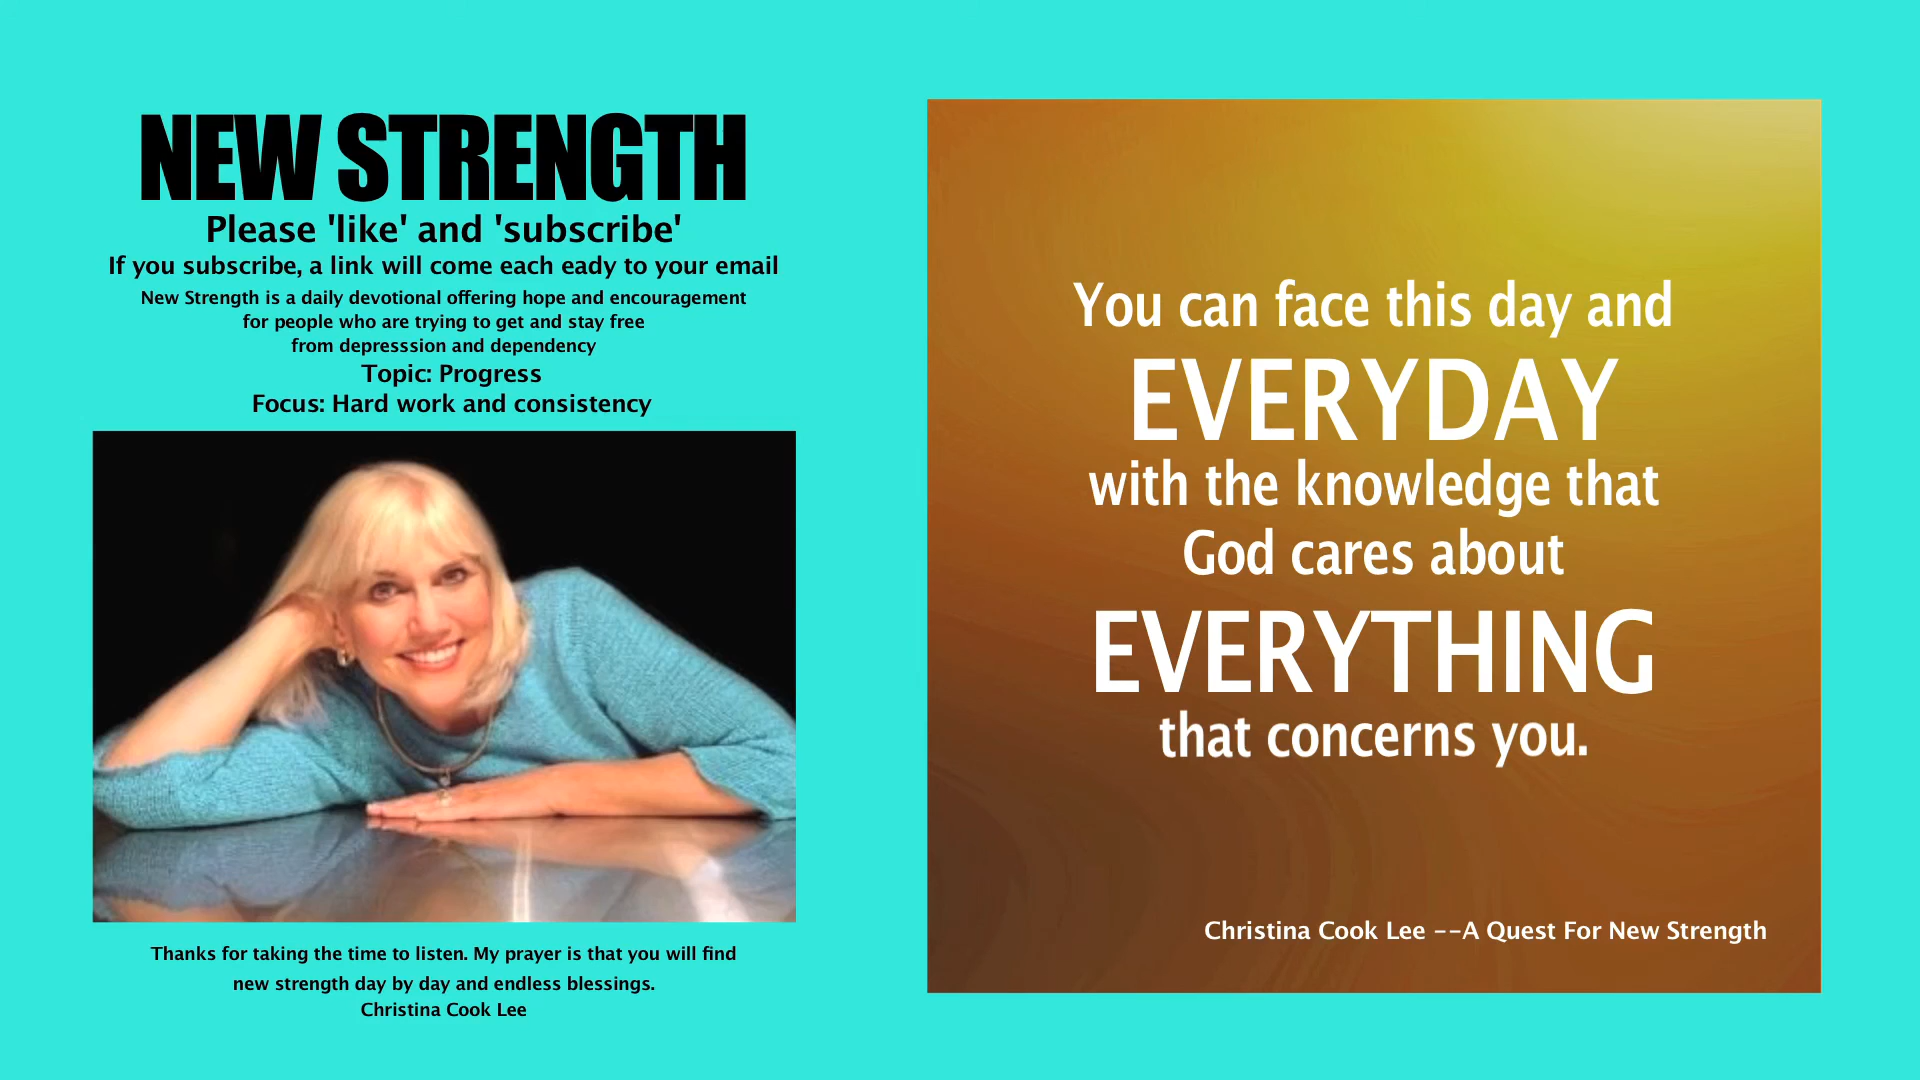 NEW STRENGTH
Please 'like' and 'subscribe'
If you subscribe, a link will come each eady to your email
New Strength is a daily devotional offering hope and encouragement
for people who are trying to get and stay free
from depresssion and dependency
Topic: Progress
Focus: Hard work and consistency
Thanks for taking the time to listen. My prayer is that you will find
new strength day by day and endless blessings.
Christina Cook Lee
You can face this day and
EVERYDAY
with the knowledge that
God cares about
EVERYTHING
that concerns you.
Christina Cook Lee --A Quest For New Strength